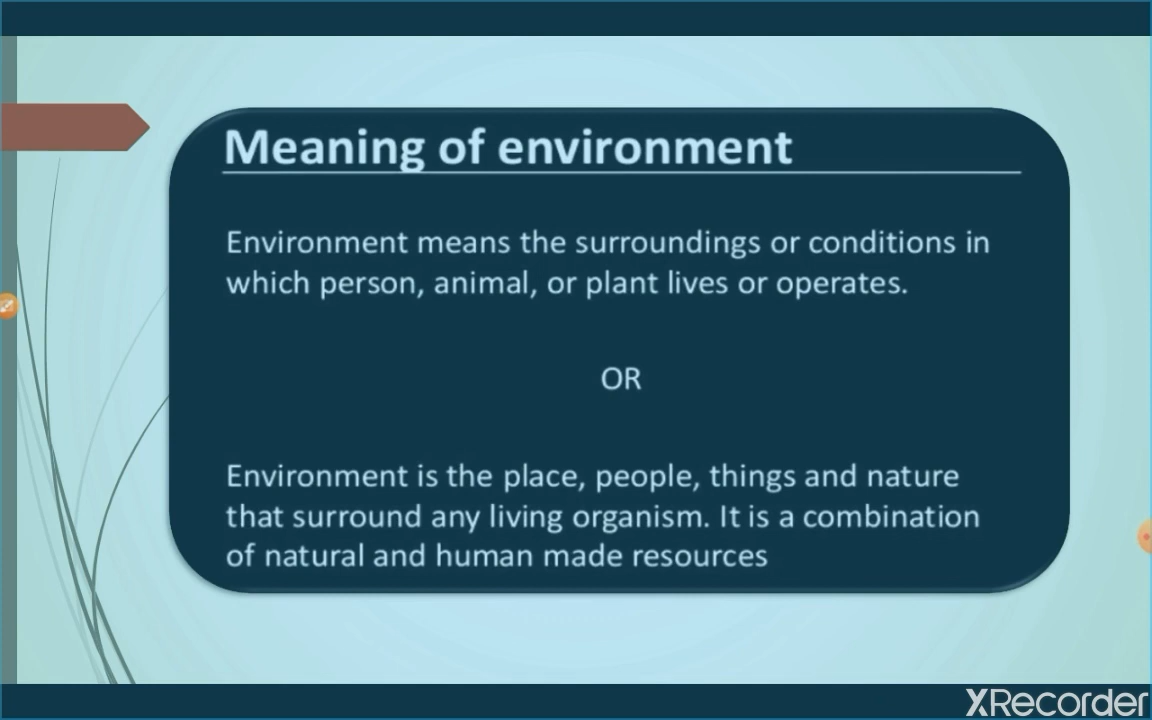 Meaning of environment
Environment means the surroundings or conditions in
which person, animal, or plant lives or operates.
OR
Environment is the place, people, things and nature
that surround any living organism. It is a combination
of natural and human made resources
XRecorder